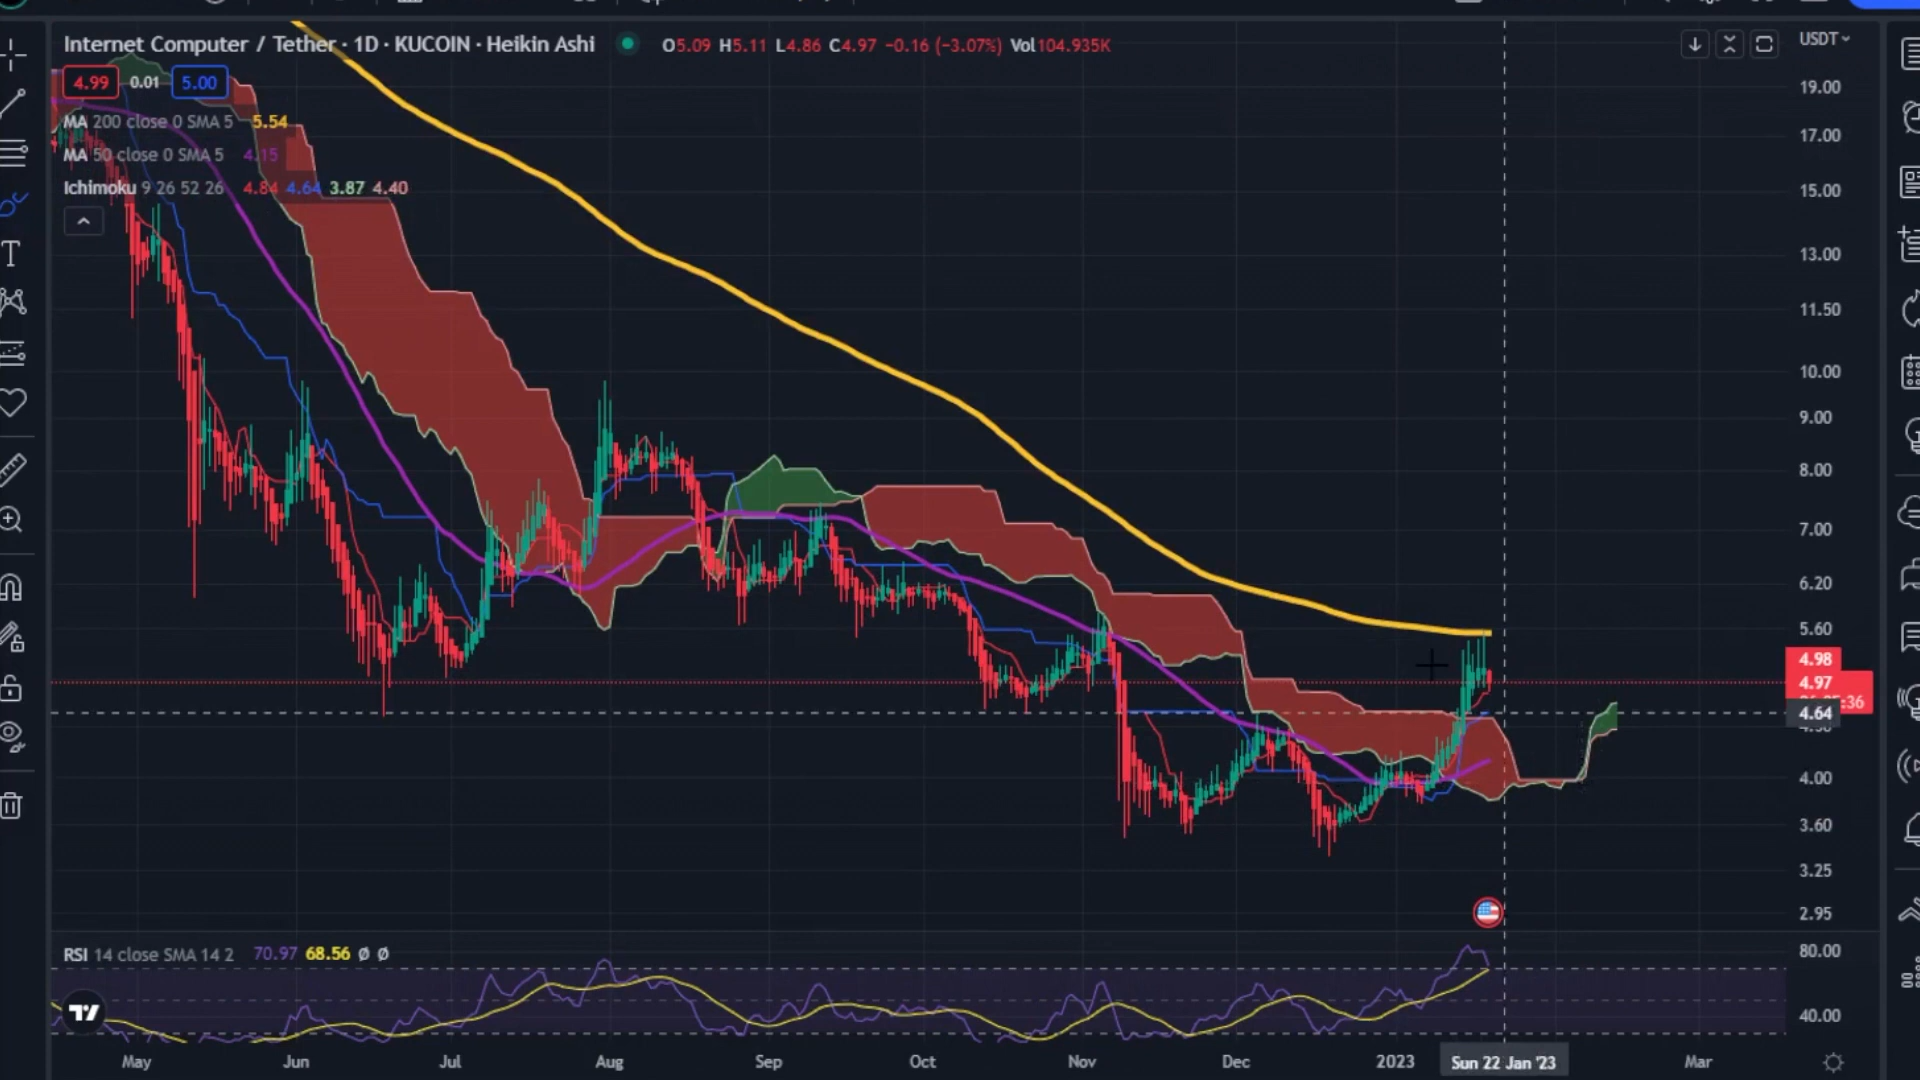 Internet Computer / Tether · 1D · KUCOIN · Heikin Ashi O5.09 H5.11 L4.86 C4.97 −0.16 (−3.07%) Vol104.935K
USDT
4.99 0.01 5.00
MA 200 close 0 SMA 5 5.54
MA 50 close 0 SMA 5 4.15
Ichimoku 9 26 52 26 4.84 4.64 3.87 4.40
19.00
17.00
15.00
13.00
11.50
10.00
9.00
8.00
7.00
6.20
5.60
4.98
4.97
:36
4.64
4.00
3.60
3.25
2.95
RSI 14 close SMA 14 2 70.97 68.56 Ø Ø
80.00
40.00
May Jun Jul Aug Sep Oct Nov Dec 2023 Sun 22 Jan '23 Mar